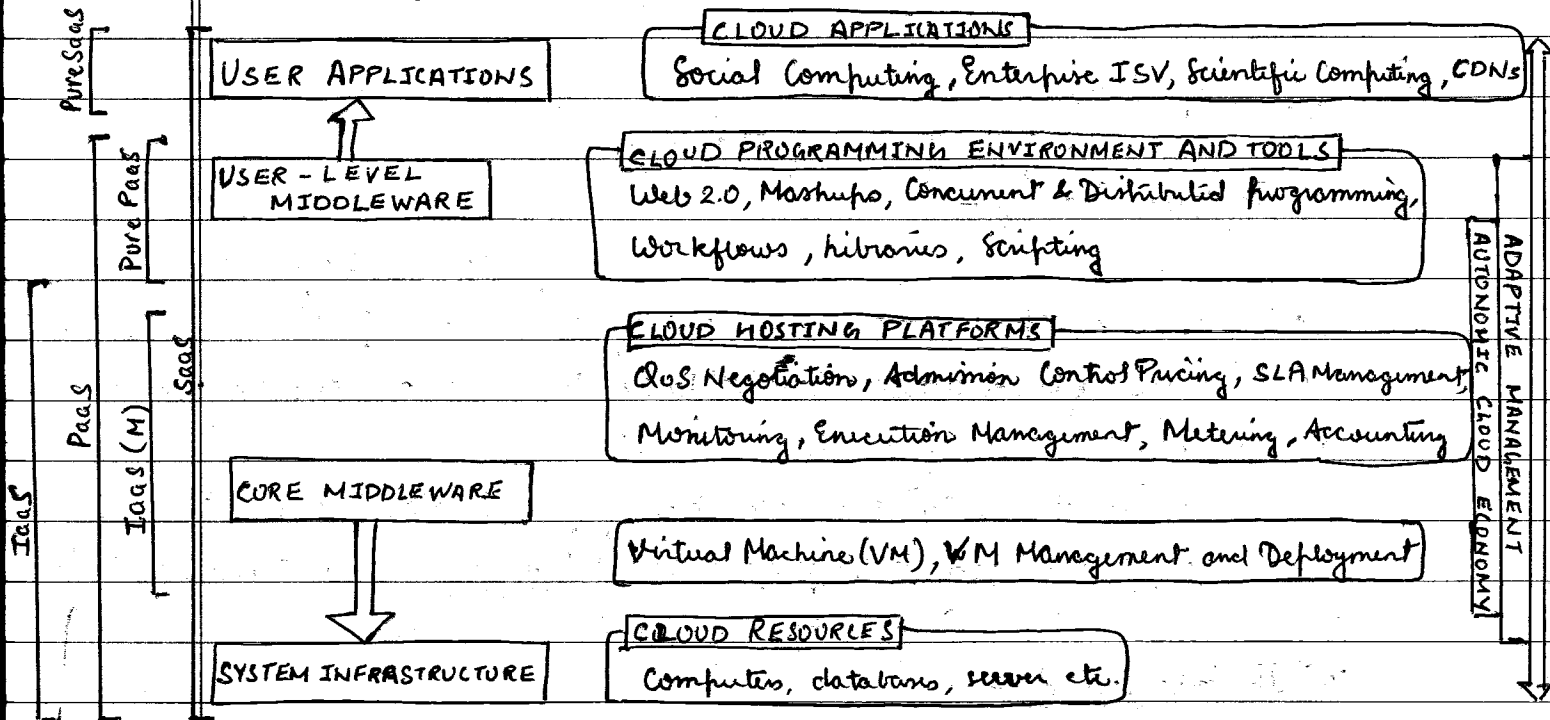 CLOUD APPLICATIONS
Pure SaaS
USER APPLICATIONS
Social Computing, Enterprise ISV, Scientific Computing, CDNs
CLOUD PROGRAMMING ENVIRONMENT AND TOOLS
Pure PaaS
USER-LEVEL
MIDDLEWARE
Web 2.0, Mashups, Concurrent & Distributed Programming,
Workflows, Libraries, Scripting
CLOUD HOSTING PLATFORMS
QoS Negotiation, Admission Control Pricing, SLA Management,
Monitoring, Execution Management, Metering, Accounting
SaaS
PaaS
IaaS (M)
IaaS
CORE MIDDLEWARE
Virtual Machine (VM), VM Management and Deployment
CLOUD RESOURCES
SYSTEM INFRASTRUCTURE
Computers, databases, server etc.
AUTONOMIC CLOUD ECONOMY
ADAPTIVE MANAGEMENT